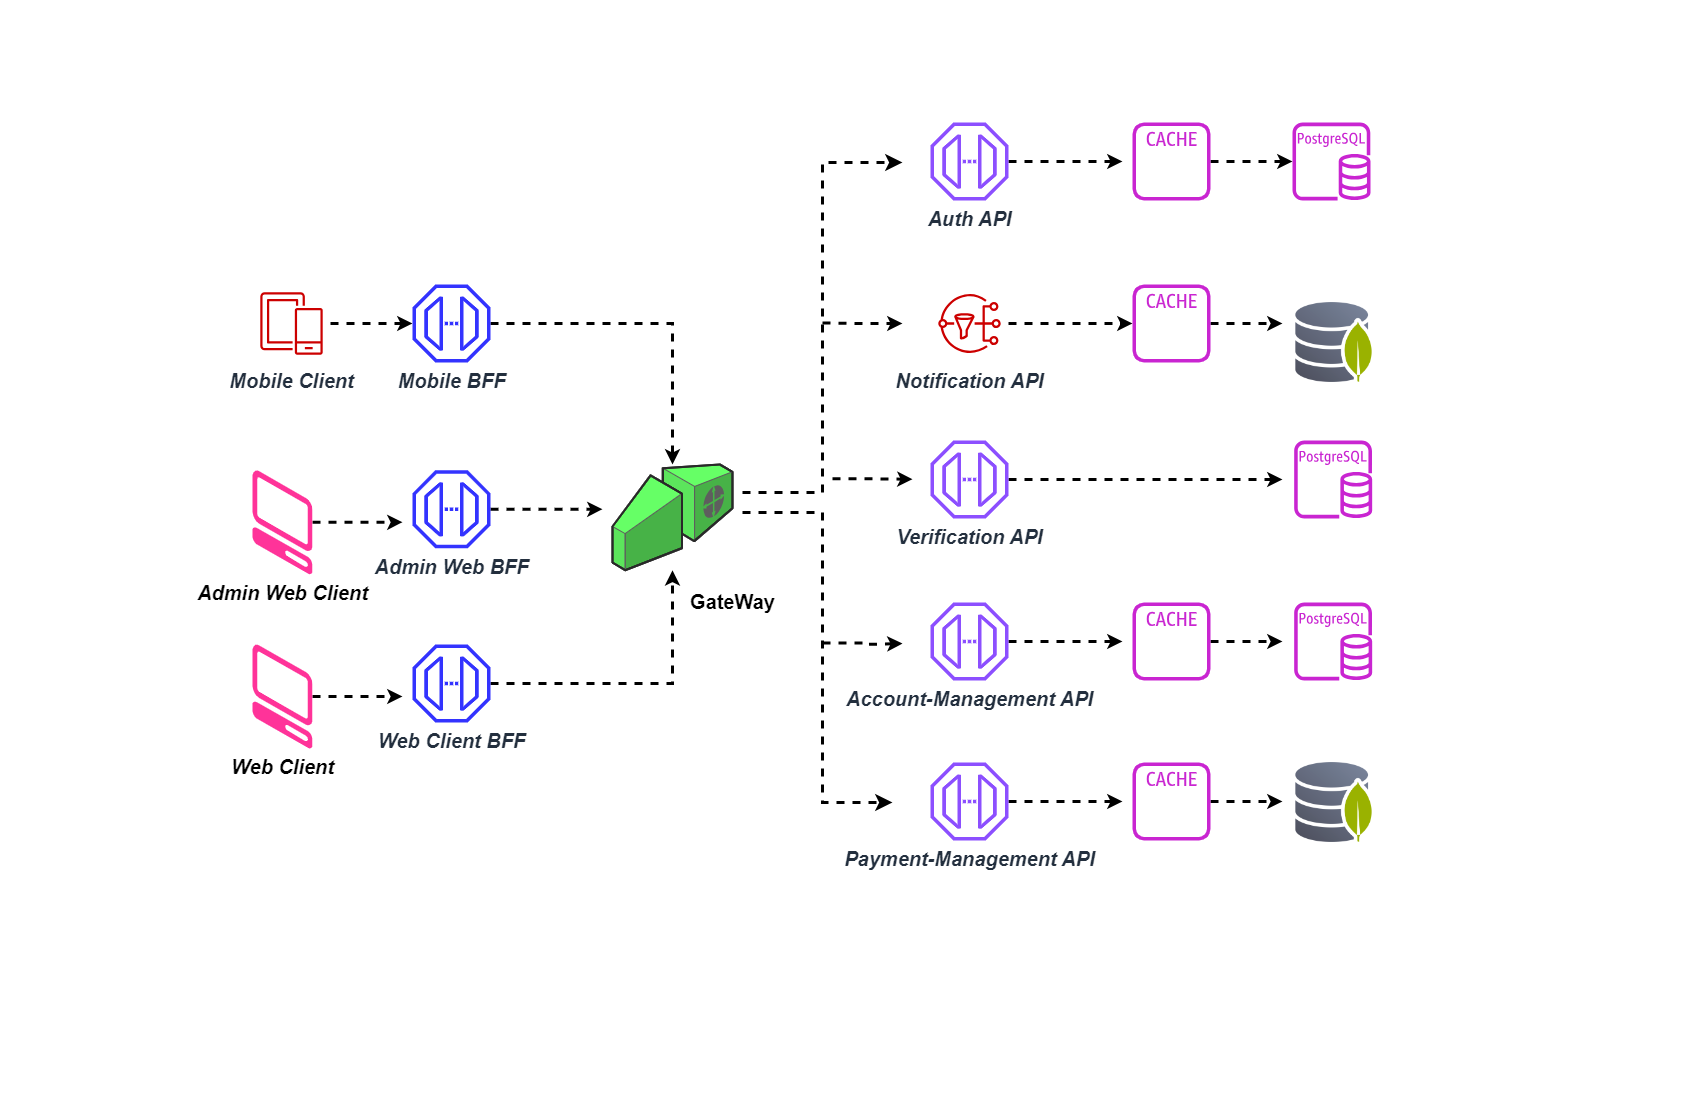 CACHE
PostgreSQL
Auth API
CACHE
Mobile Client
Mobile BFF
Notification API
PostgreSQL
Verification API
Admin Web BFF
Admin Web Client
GateWay
CACHE
PostgreSQL
Account-Management API
Web Client BFF
Web Client
CACHE
Payment-Management API